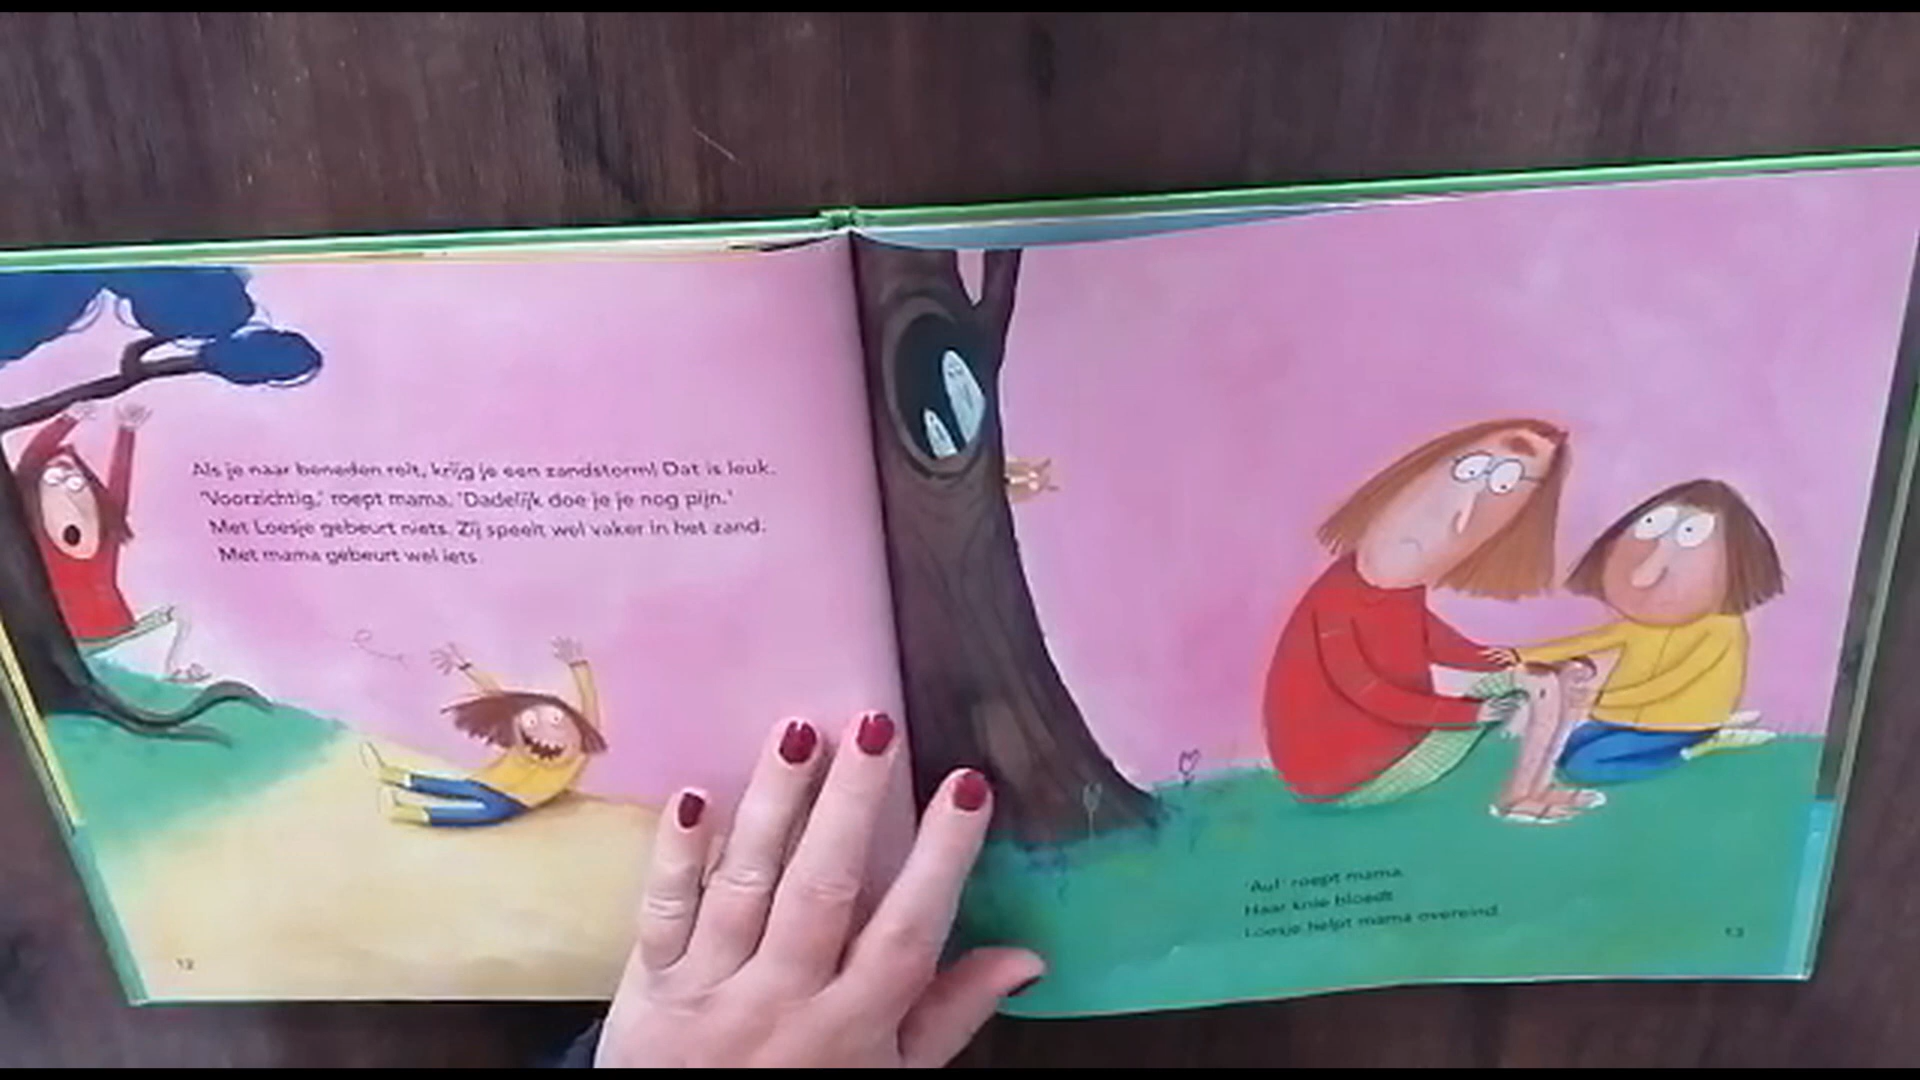 Als je naar beneden rolt, krijg je een zandstorm! Dat is leuk.
'Voorzichtig,' roept mama. 'Dadelijk doe je je nog pijn.'
Met Loesje gebeurt niets. Zij speelt wel vaker in het zand.
Met mama gebeurt wel iets.
12
'Au!' roept mama.
Haar knie bloedt.
Loesje helpt mama overeind.
13